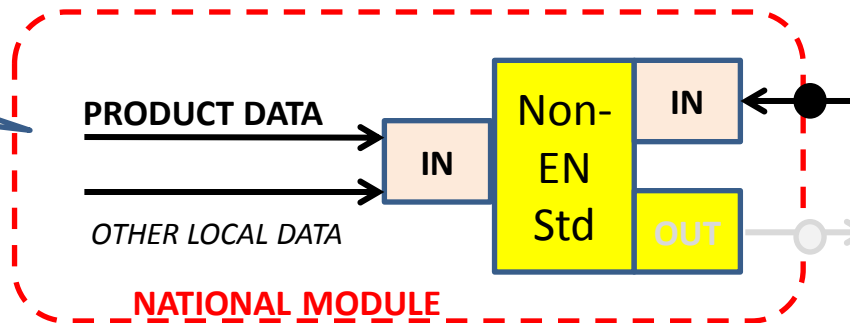 PRODUCT DATA
IN
OTHER LOCAL DATA
Non-
EN
Std
IN
OUT
NATIONAL MODULE